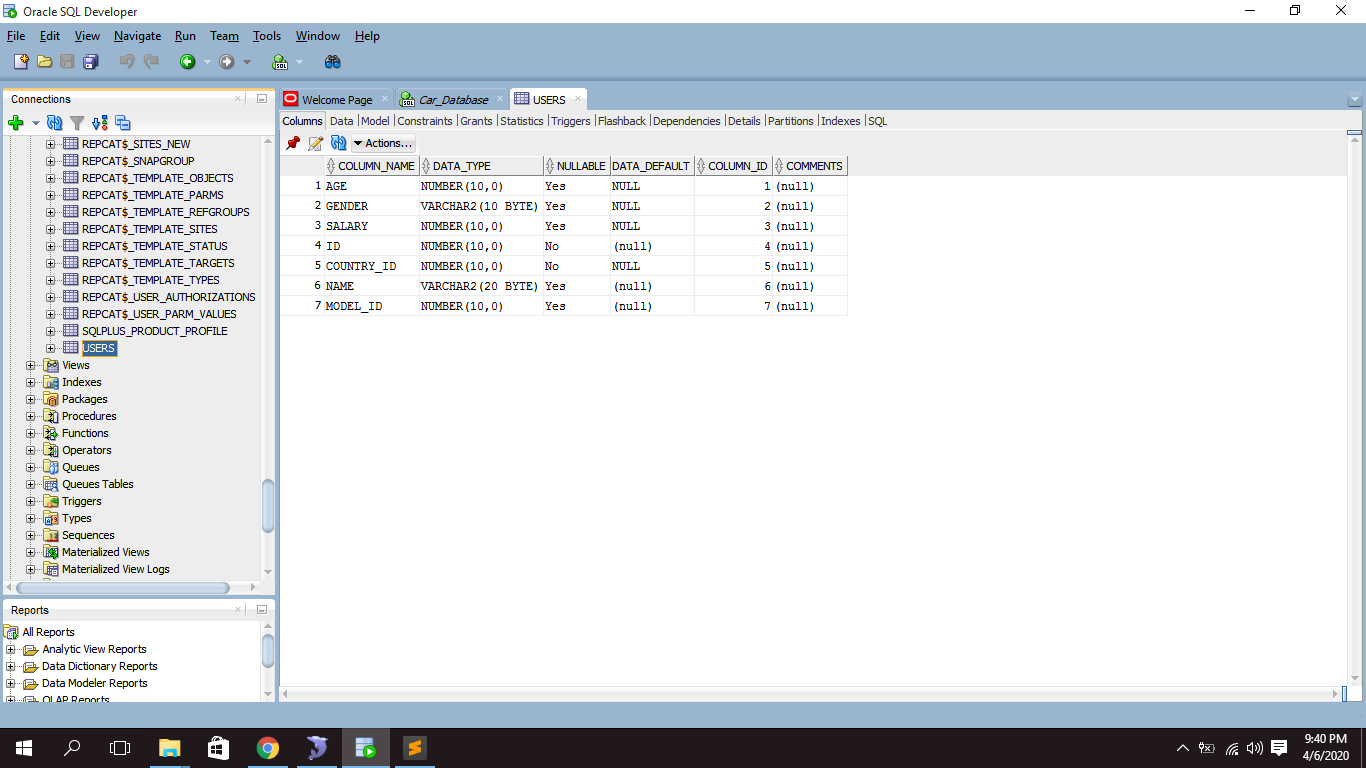 Oracle SQL Developer
File Edit View Navigate Run Team Tools Window Help
Connections
REPCAT$_SITES_NEW
REPCAT$_SNAPGROUP
REPCAT$_TEMPLATE_OBJECTS
REPCAT$_TEMPLATE_PARMS
REPCAT$_TEMPLATE_REFGROUPS
REPCAT$_TEMPLATE_SITES
REPCAT$_TEMPLATE_STATUS
REPCAT$_TEMPLATE_TARGETS
REPCAT$_TEMPLATE_TYPES
REPCAT$_USER_AUTHORIZATIONS
REPCAT$_USER_PARM_VALUES
SQLPLUS_PRODUCT_PROFILE
USERS
Views
Indexes
Packages
Procedures
Functions
Operators
Queues
Queues Tables
Triggers
Types
Sequences
Materialized Views
Materialized View Logs
Reports
All Reports
Analytic View Reports
Data Dictionary Reports
Data Modeler Reports
OLAP Reports
Welcome Page Car_Database USERS
Columns Data Model Constraints Grants Statistics Triggers Flashback Dependencies Details Partitions Indexes SQL
Actions...
COLUMN_NAME DATA_TYPE NULLABLE DATA_DEFAULT COLUMN_ID COMMENTS
1 AGE NUMBER(10,0) Yes NULL 1 (null)
2 GENDER VARCHAR2(10 BYTE) Yes NULL 2 (null)
3 SALARY NUMBER(10,0) Yes NULL 3 (null)
4 ID NUMBER(10,0) No (null) 4 (null)
5 COUNTRY_ID NUMBER(10,0) No NULL 5 (null)
6 NAME VARCHAR2(20 BYTE) Yes (null) 6 (null)
7 MODEL_ID NUMBER(10,0) Yes (null) 7 (null)
9:40 PM
4/6/2020